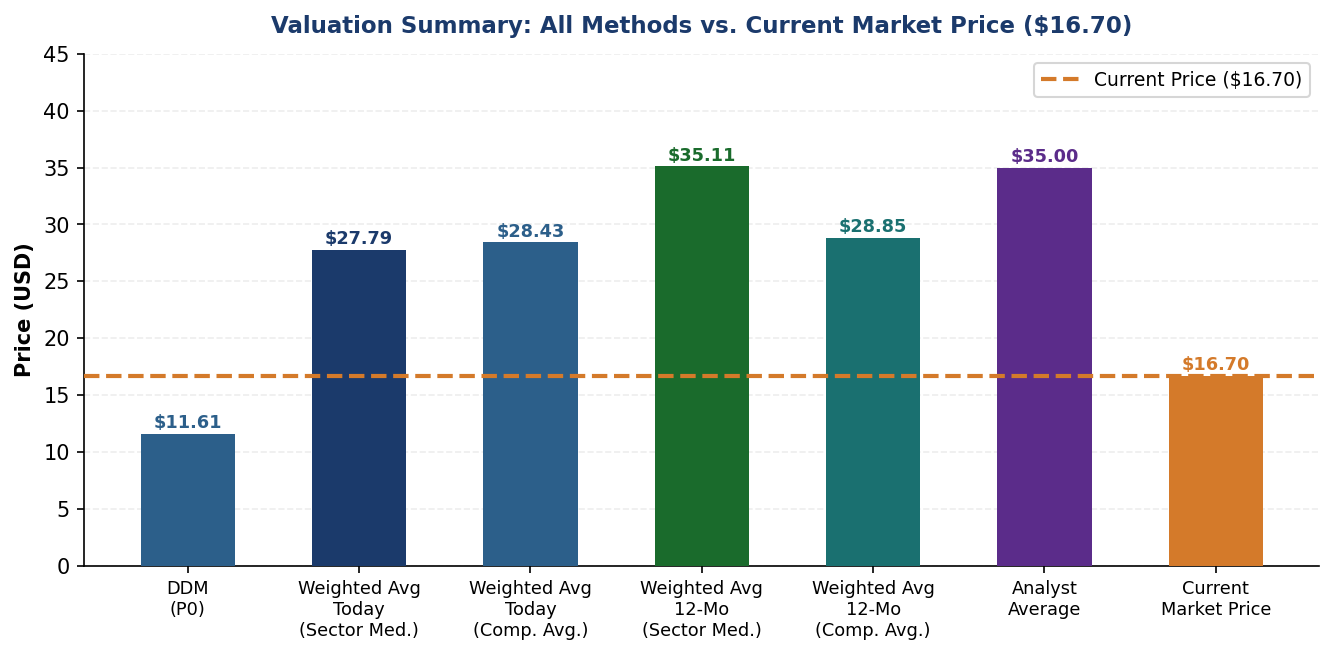 Valuation Summary: All Methods vs. Current Market Price ($16.70)
Current Price ($16.70)
Price (USD)
45
40
35
30
25
20
15
10
5
0
$11.61
$27.79
$28.43
$35.11
$28.85
$35.00
$16.70
DDM
(P0)
Weighted Avg
Today
(Sector Med.)
Weighted Avg
Today
(Comp. Avg.)
Weighted Avg
12-Mo
(Sector Med.)
Weighted Avg
12-Mo
(Comp. Avg.)
Analyst
Average
Current
Market Price